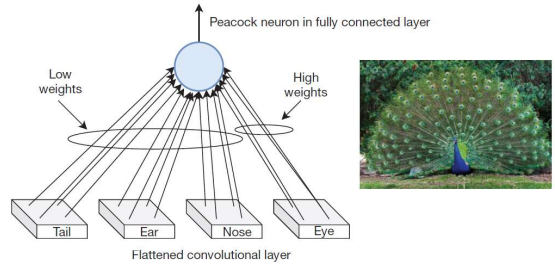 Peacock neuron in fully connected layer
Low
weights
High
weights
Tail
Ear
Nose
Eye
Flattened convolutional layer